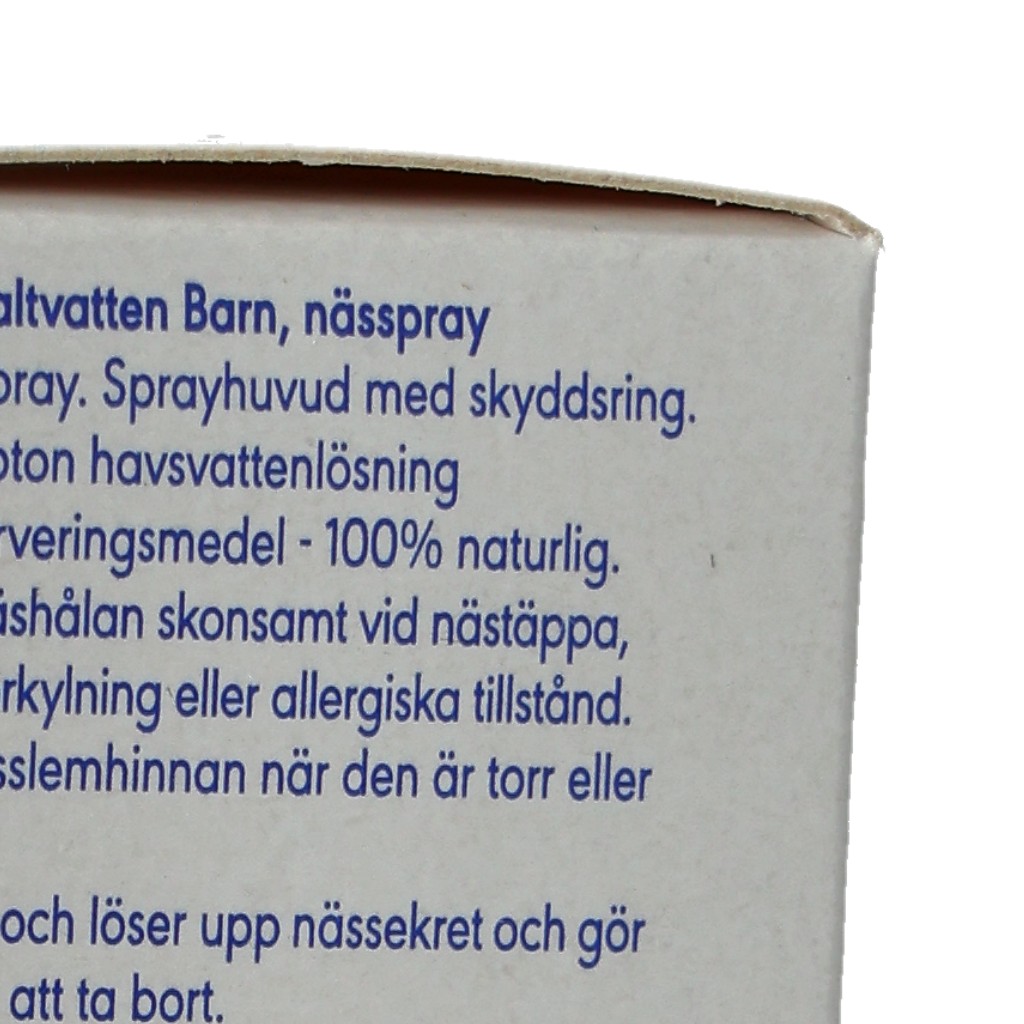 altvatten Barn, nässpray
pray. Sprayhuvud med skyddsring.
oton havsvattenlösning
rveringsmedel - 100% naturlig.
äshålan skonsamt vid nästäppa,
rkylning eller allergiska tillstånd.
sslemhinnan när den är torr eller
och löser upp nässekret och gör
att ta bort.